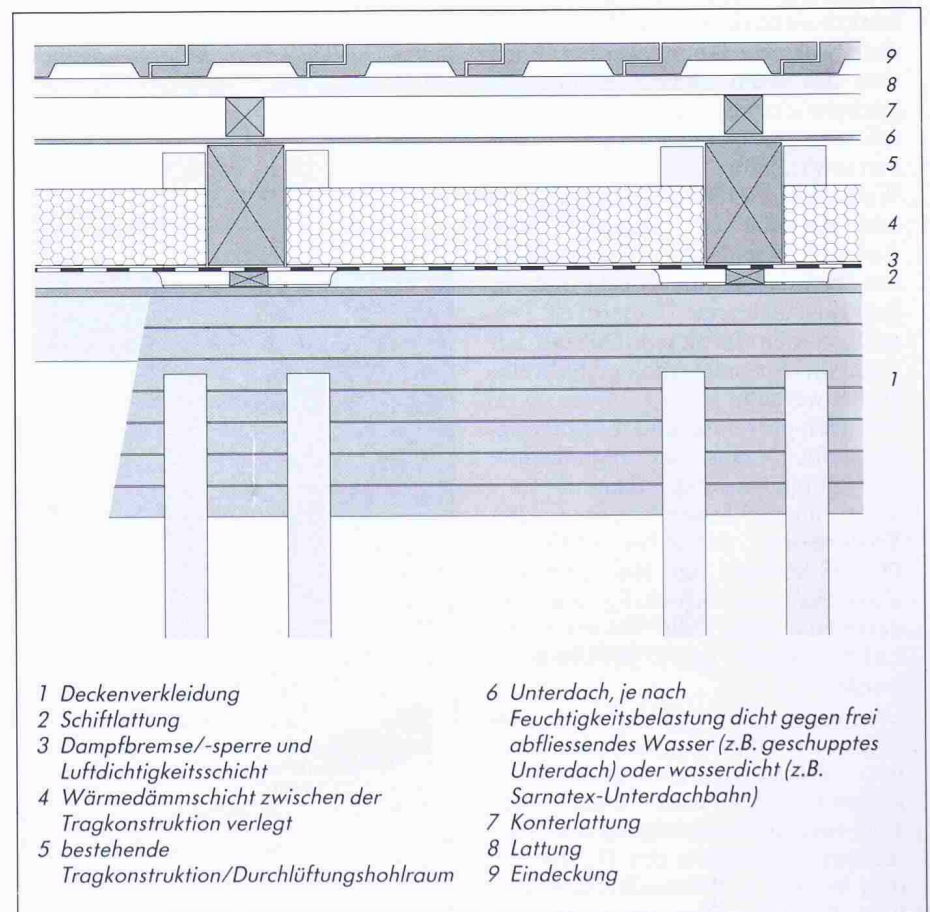 9
8
7
6
5
4
3
2
1
1 Deckenverkleidung
2 Schiftlattung
3 Dampfbremse/-sperre und
Luftdichtigkeitsschicht
4 Wärmedämmschicht zwischen der
Tragkonstruktion verlegt
5 bestehende
Tragkonstruktion/Durchlüftungshohlraum
6 Unterdach, je nach
Feuchtigkeitsbelastung dicht gegen frei
abfliessendes Wasser (z.B. geschupptes
Unterdach) oder wasserdicht (z.B.
Sarnatex-Unterdachbahn)
7 Konterlattung
8 Lattung
9 Eindeckung